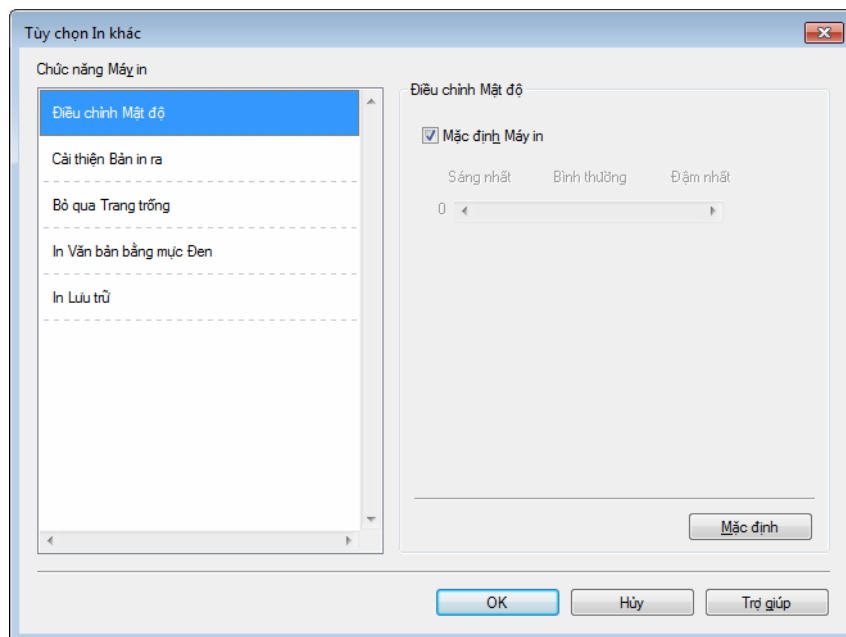 Tùy chọn In khác
Chức năng Máy in
Điều chỉnh Mật độ
Cải thiện Bản in ra
Bỏ qua Trang trống
In Văn bản bằng mực Đen
In Lưu trữ
Điều chỉnh Mật độ
Mặc định Máy in
Sáng nhất Bình thường Đậm nhất
0
Mặc định
OK Hủy Trợ giúp